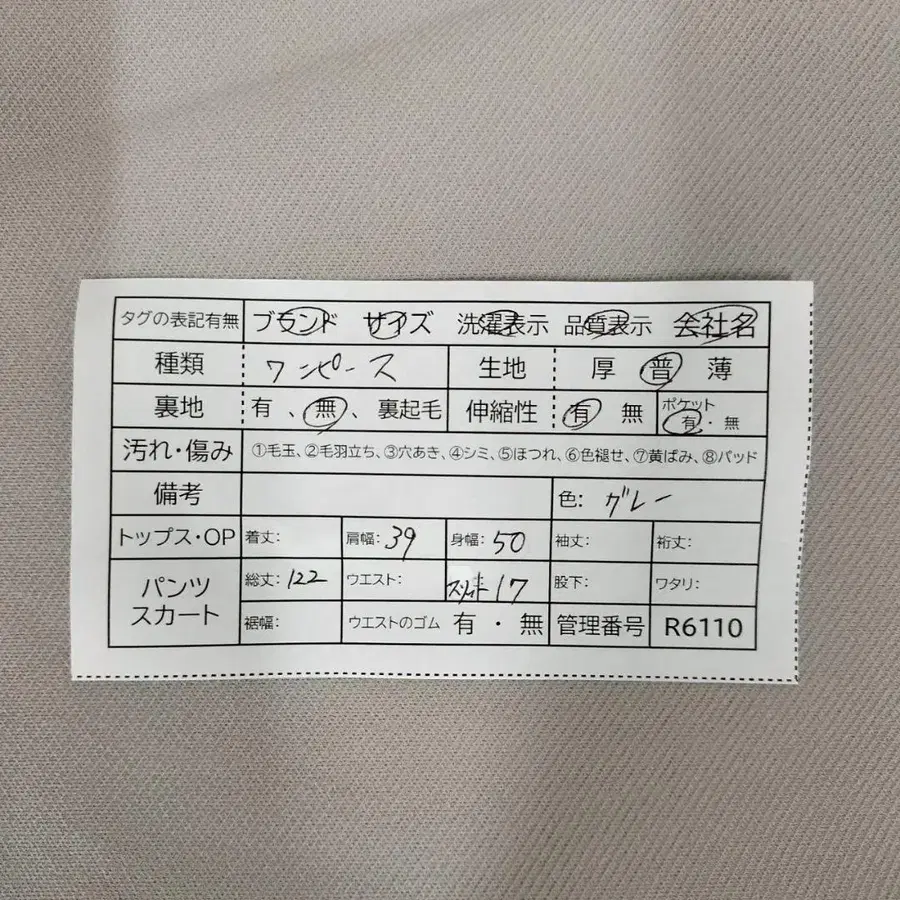 タグの表記有無 ブランド サイズ 洗濯表示 品質表示 会社名
種類 ワンピース 生地 厚 普 薄
裏地 有、無、裏起毛 伸縮性 有 無 ポケット 有・無
汚れ・傷み ①毛玉、②毛羽立ち、③穴あき、④シミ、⑤ほつれ、⑥色褪せ、⑦黄ばみ、⑧パッド
備考 色: グレー
トップス・OP 着丈: 肩幅: 39 身幅: 50 袖丈: 裄丈:
パンツ スカート 総丈: 122 ウエスト: スリット 17 股下: ワタリ:
裾幅: ウエストのゴム 有・無 管理番号 R6110